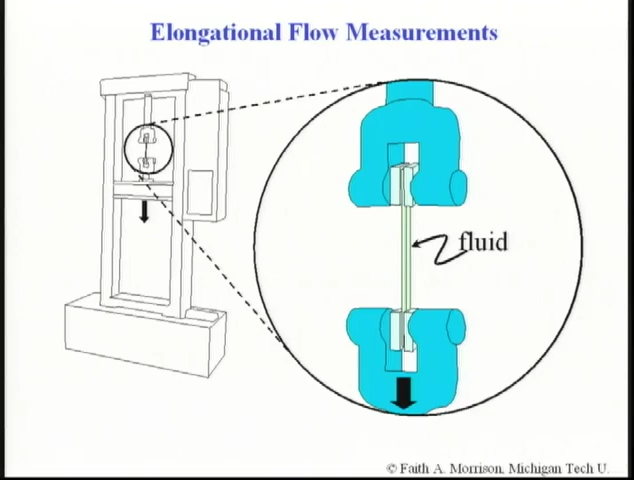 Elongational Flow Measurements
fluid
© Faith A. Morrison, Michigan Tech U.